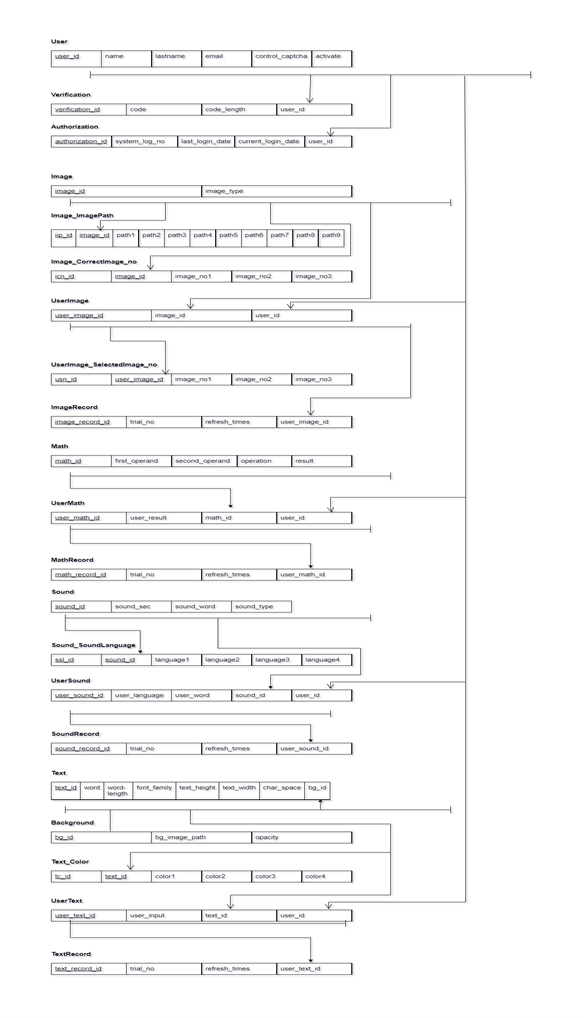 User
user_id name lastname email control_captcha activate
Verification
verification_id code code_length user_id
Authorization
authorization_id system_log_no last_login_date current_login_date user_id
Image
image_id image_type
Image_ImagePath
iip_id image_id path1 path2 path3 path4 path5 path6 path7 path8 path9
Image_CorrectImage_no
icn_id image_id image_no1 image_no2 image_no3
UserImage
user_image_id image_id user_id
UserImage_SelectedImage_no
usn_id user_image_id image_no1 image_no2 image_no3
ImageRecord
image_record_id trial_no refresh_times user_image_id
Math
math_id first_operand second_operand operation result
UserMath
user_math_id user_result math_id user_id
MathRecord
math_record_id trial_no refresh_times user_math_id
Sound
sound_id sound_sec sound_word sound_type
Sound_SoundLanguage
ssl_id sound_id language1 language2 language3 language4
UserSound
user_sound_id user_language user_word sound_id user_id
SoundRecord
sound_record_id trial_no refresh_times user_sound_id
Text
text_id word word- font_family text_height text_width char_space bg_id
length
Background
bg_id bg_image_path opacity
Text_Color
tc_id text_id color1 color2 color3 color4
UserText
user_text_id user_input text_id user_id
TextRecord
text_record_id trial_no refresh_times user_text_id